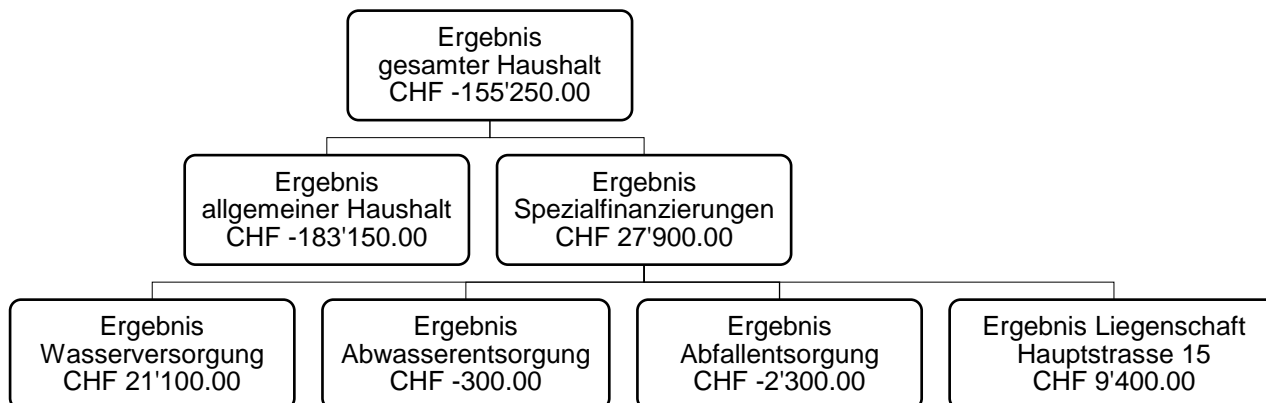 Ergebnis
gesamter Haushalt
CHF -155'250.00
Ergebnis
allgemeiner Haushalt
CHF -183'150.00
Ergebnis
Spezialfinanzierungen
CHF 27'900.00
Ergebnis
Wasserversorgung
CHF 21'100.00
Ergebnis
Abwasserentsorgung
CHF -300.00
Ergebnis
Abfallentsorgung
CHF -2'300.00
Ergebnis Liegenschaft
Hauptstrasse 15
CHF 9'400.00